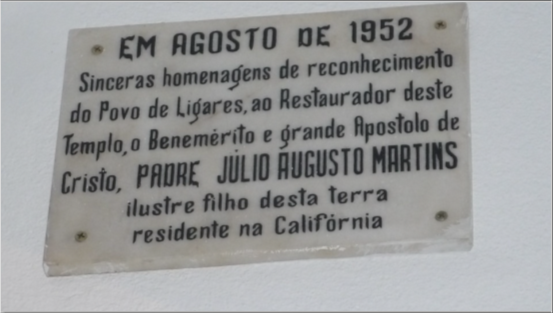 EM AGOSTO DE 1952
Sinceras homenagens de reconhecimento
do Povo de Ligares, ao Restaurador deste
Templo, o Benemérito e grande Apostolo de
Cristo, PADRE JÚLIO AUGUSTO MARTINS
ilustre filho desta terra
residente na Califórnia